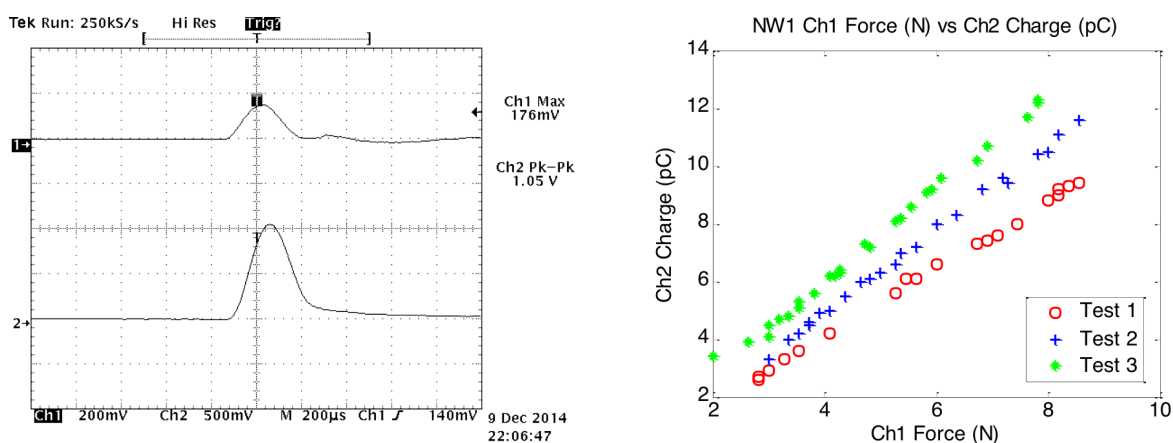 Tek Run: 250kS/s Hi Res Trig?
T
Ch1 Max
176mV
1→
Ch2 Pk-Pk
1.05 V
2→
Ch1 200mV Ch2 500mV M 200µs Ch1 140mV
9 Dec 2014
22:06:47
NW1 Ch1 Force (N) vs Ch2 Charge (pC)
14
12
10
8
6
4
2
Ch2 Charge (pC)
Test 1
Test 2
Test 3
2 4 6 8 10
Ch1 Force (N)